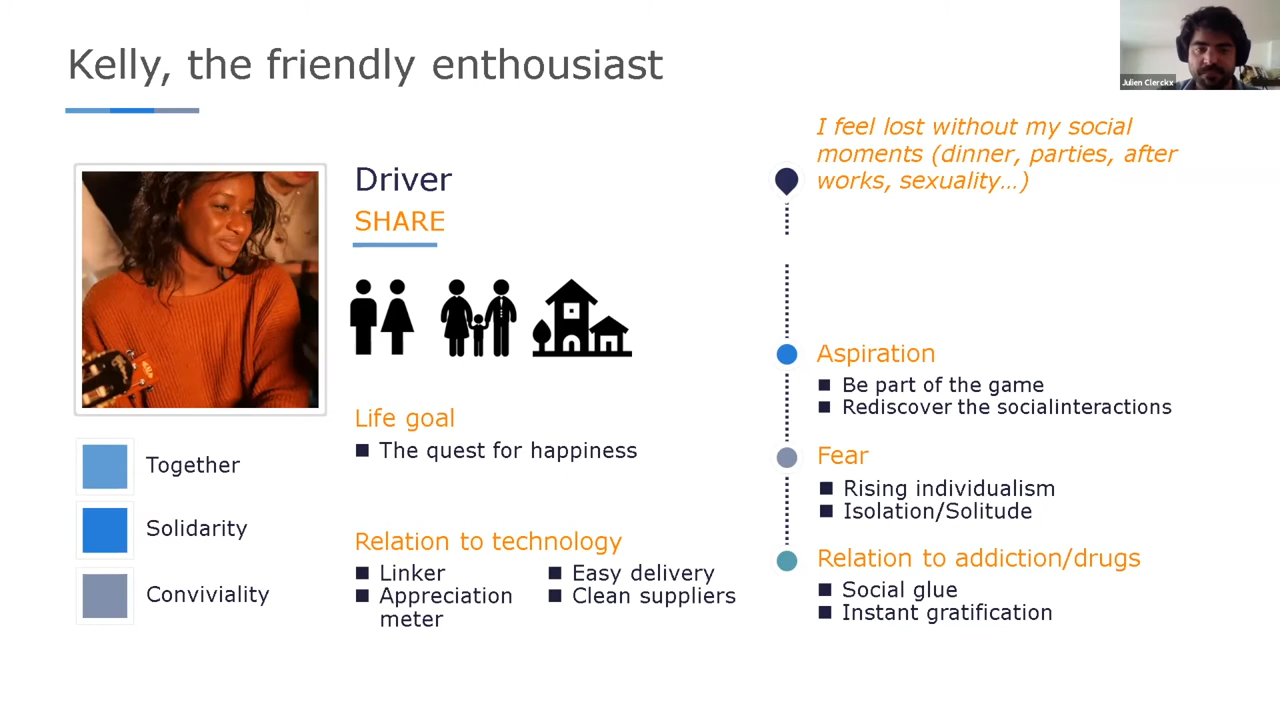 Kelly, the friendly enthousiast
Julien Clerckx
I feel lost without my social
moments (dinner, parties, after
works, sexuality…)
Driver
SHARE
Together
Solidarity
Conviviality
Life goal
The quest for happiness
Relation to technology
Linker
Appreciation
meter
Easy delivery
Clean suppliers
Aspiration
Be part of the game
Rediscover the socialinteractions
Fear
Rising individualism
Isolation/Solitude
Relation to addiction/drugs
Social glue
Instant gratification